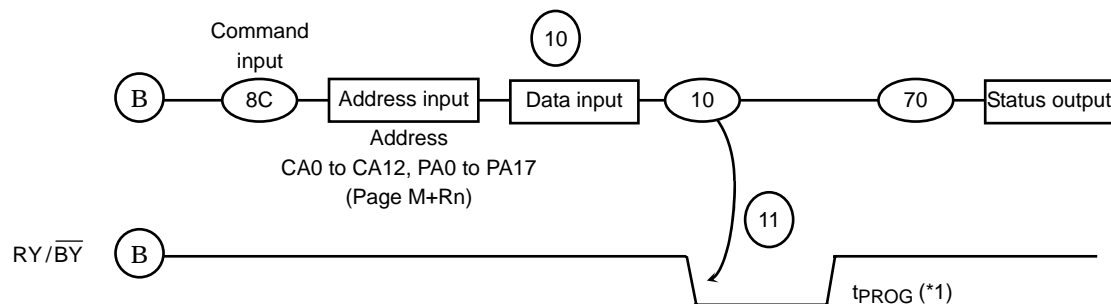 Command
input
10
B
8C
Address input
Data input
10
70
Status output
Address
CA0 to CA12, PA0 to PA17
(Page M+Rn)
11
RY/BY
B
tPROG (*1)